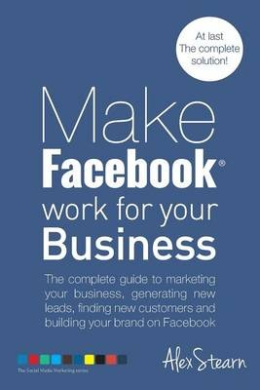 At last
The complete
solution!
Make
Facebook®
work for your
Business
The complete guide to marketing
your business, generating new
leads, finding new customers and
building your brand on Facebook
The Social Media Marketing series
Alex Stearn